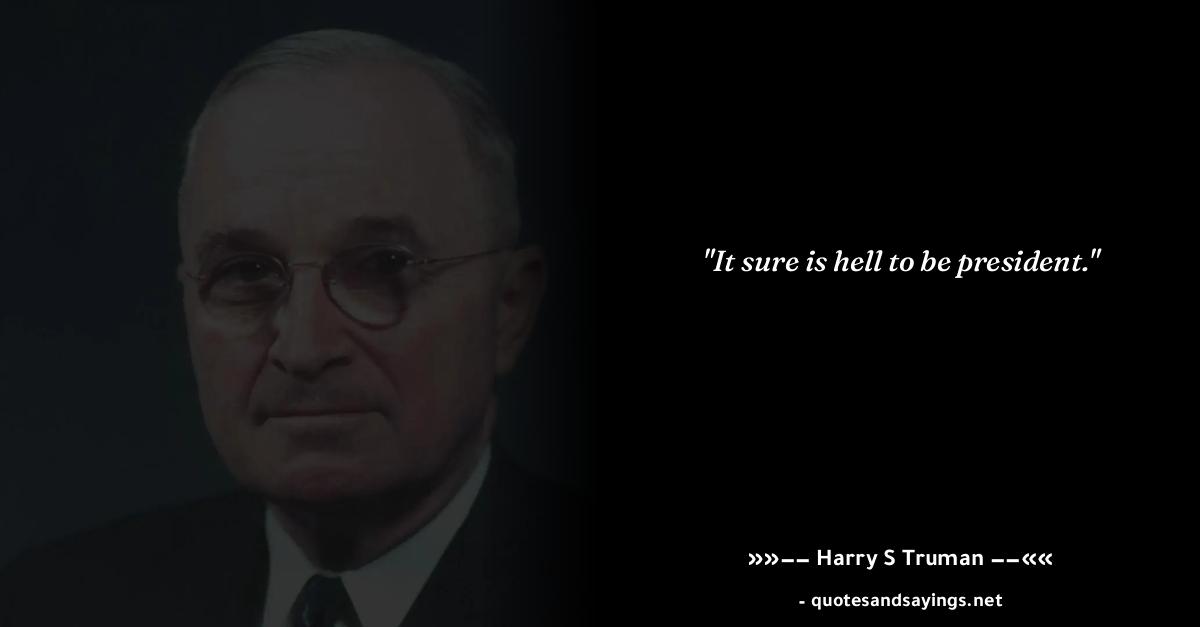 "It sure is hell to be president."
»»−− Harry S Truman −−««
- quotesandsayings.net